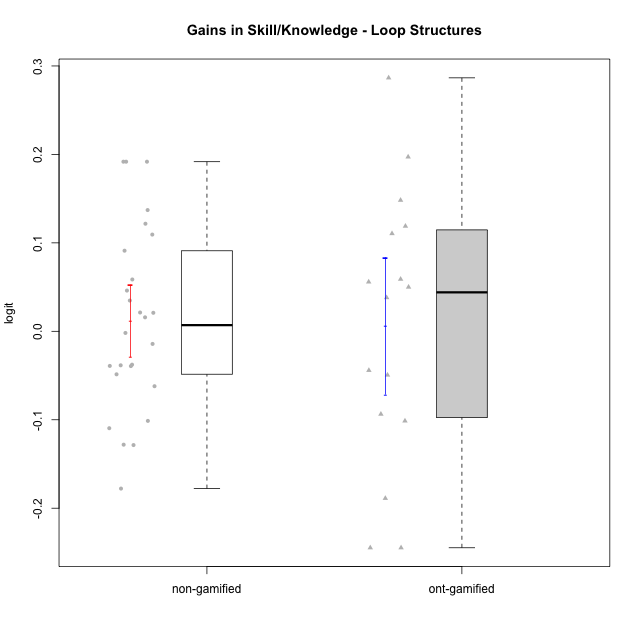 Gains in Skill/Knowledge - Loop Structures
logit
0.3
0.2
0.1
0.0
-0.1
-0.2
non-gamified
ont-gamified